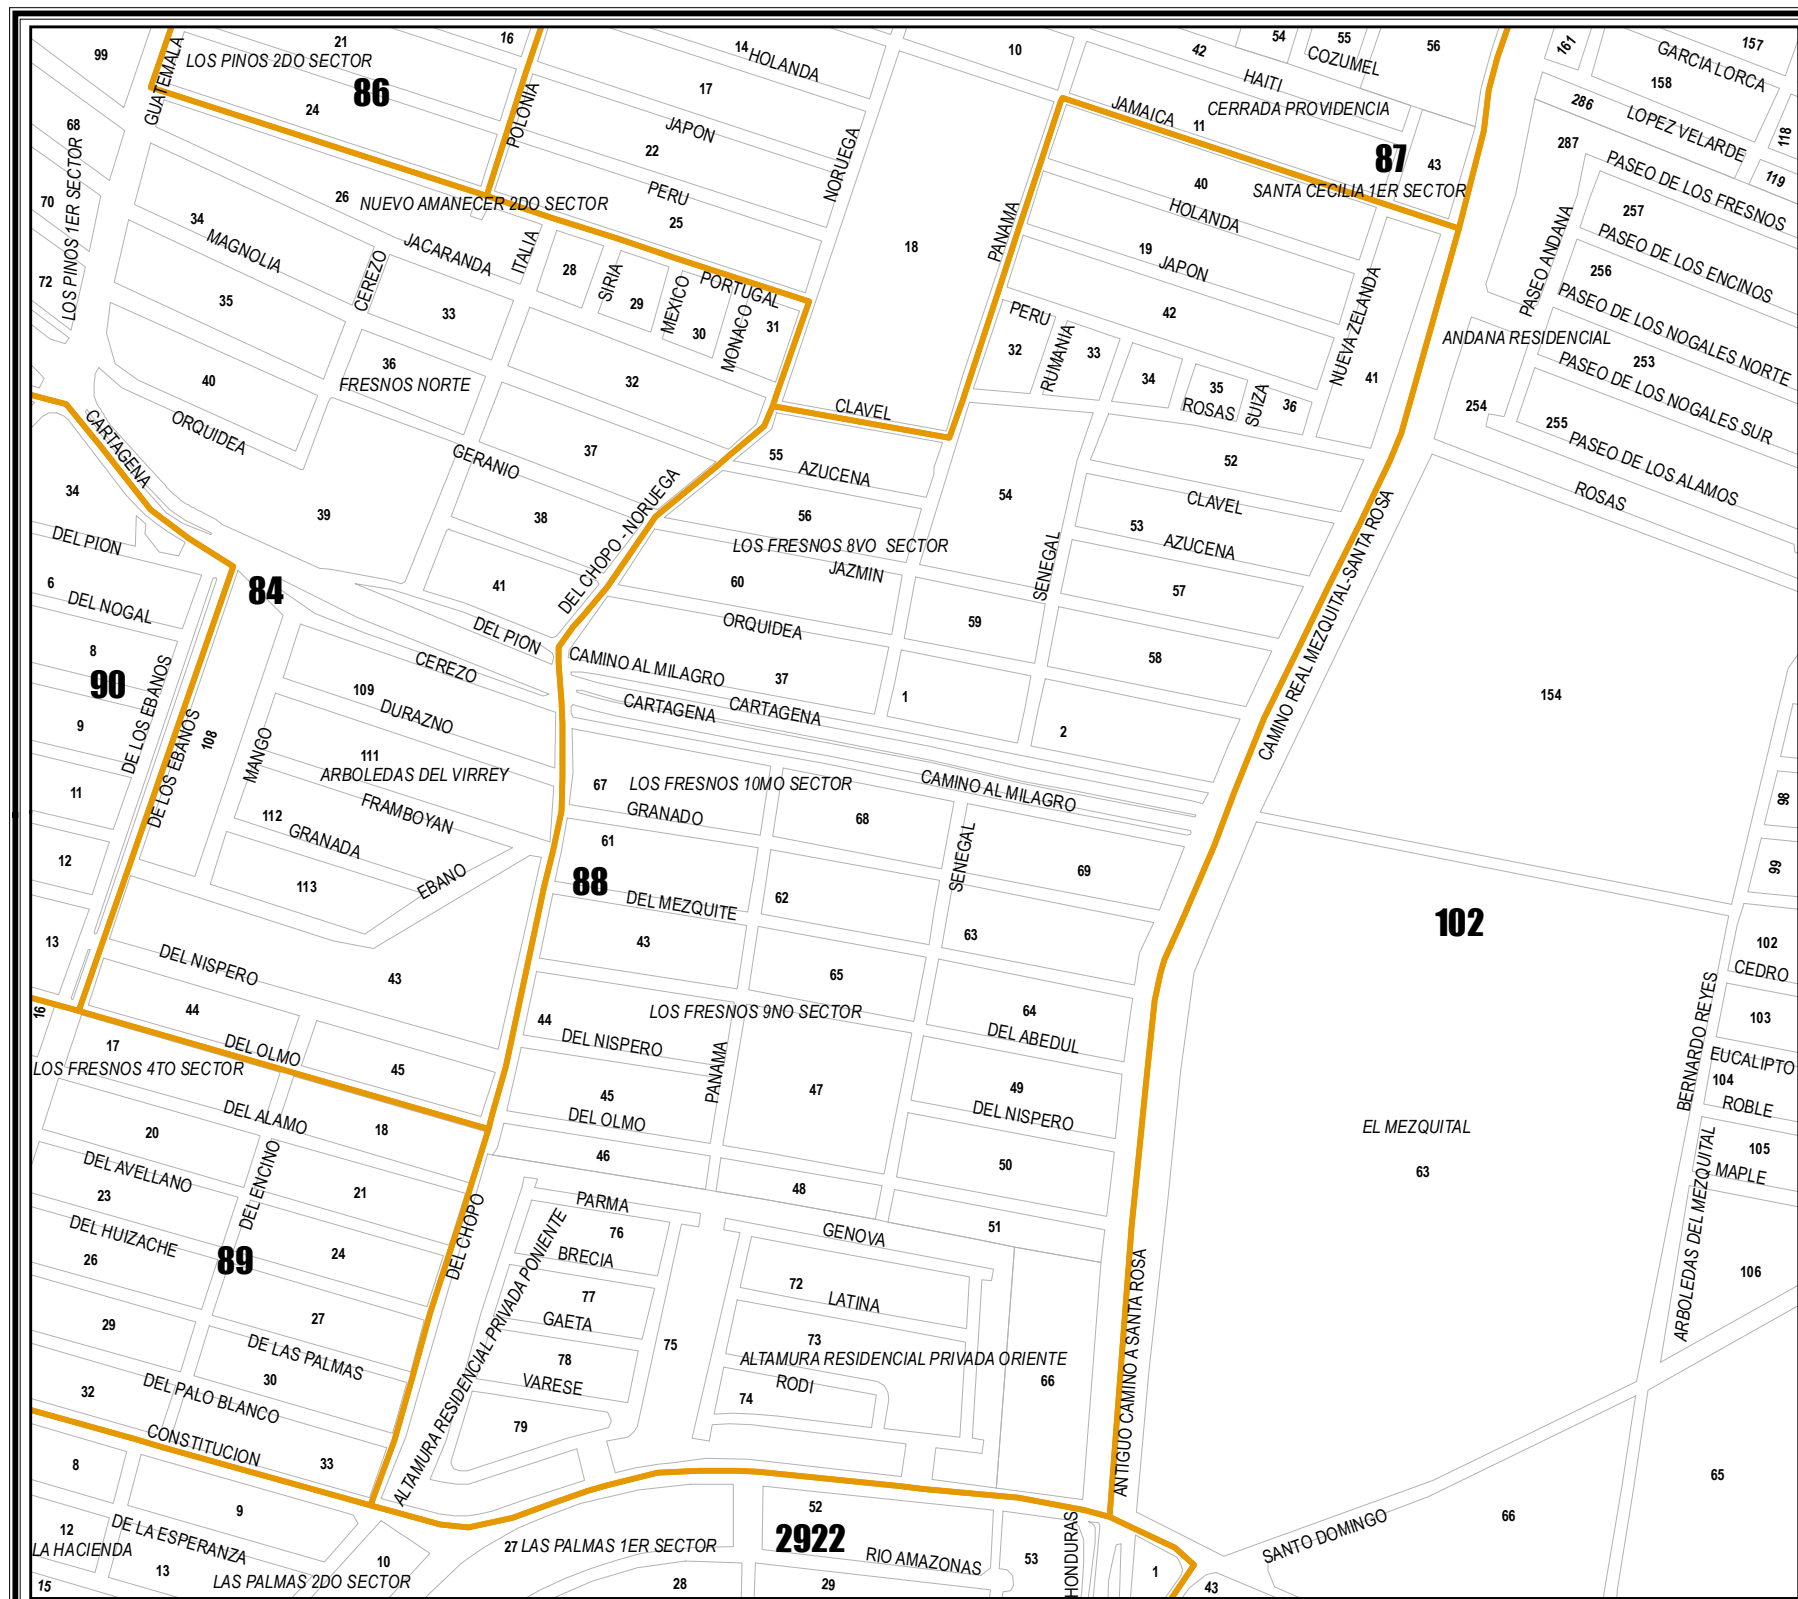 99
GUATEMALA
21
LOS PINOS 2DO SECTOR
16
86
24
14
HOLANDA
17
POLONIA
JAPON
22
PERU
NORUEGA
10
42
54
55
COZUMEL
56
HAITI
CERRADA PROVIDENCIA
JAMAICA
11
87
43
SANTA CECILIA 1ER SECTOR
161
157
GARCIA LORCA
158
286
LOPEZ VELARDE
118
287
119
PASEO DE LOS FRESNOS
257
PASEO DE LOS ENCINOS
256
PASEO ANDANA
PASEO DE LOS NOGALES NORTE
ANDANA RESIDENCIAL
253
PASEO DE LOS NOGALES SUR
254
255
PASEO DE LOS ALAMOS
ROSAS
68
LOS PINOS 1ER SECTOR
70
72
26
NUEVO AMANECER 2DO SECTOR
34
MAGNOLIA
JACARANDA
ITALIA
CEREZO
25
28
SIRIA
29
MEXICO
PORTUGAL
30
MONACO
31
35
33
36
FRESNOS NORTE
32
40
ORQUIDEA
CARTAGENA
GERANIO
37
38
39
41
18
PANAMA
40
HOLANDA
19
JAPON
42
PERU
32
RUMANIA
33
34
35
ROSAS
SUIZA
36
NUEVA ZELANDA
41
CLAVEL
55
AZUCENA
56
54
52
CLAVEL
53
AZUCENA
LOS FRESNOS 8VO SECTOR
JAZMIN
60
SENEGAL
57
ORQUIDEA
59
58
DEL CHOPO - NORUEGA
CAMINO REAL MEZQUITAL-SANTA ROSA
34
DEL PION
6
DEL NOGAL
8
90
9
DE LOS EBANOS
DE LOS EBANOS
108
11
12
13
84
DEL PION
CEREZO
109
DURAZNO
MANGO
111
ARBOLEDAS DEL VIRREY
FRAMBOYAN
112
GRANADA
113
EBANO
CAMINO AL MILAGRO
37
CARTAGENA
CARTAGENA
1
2
154
CAMINO AL MILAGRO
67
LOS FRESNOS 10MO SECTOR
GRANADO
68
61
88
SENEGAL
69
DEL MEZQUITE
62
43
63
65
98
99
102
102
CEDRO
103
EUCALIPTO
104
ROBLE
105
MAPLE
106
BERNARDO REYES
ARBOLEDAS DEL MEZQUITAL
EL MEZQUITAL
63
DEL NISPERO
43
44
DEL OLMO
16
17
LOS FRESNOS 4TO SECTOR
45
44
LOS FRESNOS 9NO SECTOR
DEL NISPERO
64
DEL ABEDUL
PANAMA
45
47
49
DEL OLMO
DEL NISPERO
46
50
48
51
DEL ALAMO
18
20
DEL AVELLANO
DEL ENCINO
21
23
DEL HUIZACHE
24
26
89
27
29
DE LAS PALMAS
30
32
DEL PALO BLANCO
CONSTITUCION
33
DEL CHOPO
ALTAMURA RESIDENCIAL PRIVADA PONIENTE
PARMA
76
BRECIA
77
GAETA
78
VARESE
79
75
GENOVA
72
LATINA
73
ALTAMURA RESIDENCIAL PRIVADA ORIENTE
RODI
74
66
ANTIGUO CAMINO A SANTA ROSA
65
66
SANTO DOMINGO
8
9
12
DE LA ESPERANZA
LA HACIENDA
13
10
LAS PALMAS 2DO SECTOR
15
27 LAS PALMAS 1ER SECTOR
52
2922
RIO AMAZONAS
28
29
53
HONDURAS
1
43